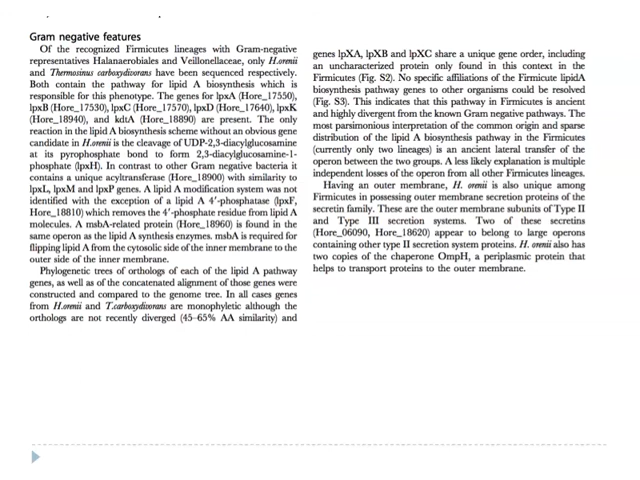 Gram negative features
Of the recognized Firmicutes lineages with Gram-negative
representatives Halanaerobiales and Veillonellaceae, only H.orenii
and Thermosinus carboxydivorans have been sequenced respectively.
Both contain the pathway for lipid A biosynthesis which is
responsible for this phenotype. The genes for lpxA (Hore_17550),
lpxB (Hore_17530), lpxC (Hore_17570), lpxD (Hore_17640), lpxK
(Hore_18940), and kdtA (Hore_18890) are present. The only
reaction in the lipid A biosynthesis scheme without an obvious gene
candidate in H.orenii is the cleavage of UDP-2,3-diacylglucosamine
at its pyrophosphate bond to form 2,3-diacylglucosamine-1-
phosphate (lpxH). In contrast to other Gram negative bacteria it
contains a unique acyltransferase (Hore_18900) with similarity to
lpxL, lpxM and lpxP genes. A lipid A modification system was not
identified with the exception of a lipid A 4′-phosphatase (lpxF,
Hore_18810) which removes the 4′-phosphate residue from lipid A
molecules. A msbA-related protein (Hore_18960) is found in the
same operon as the lipid A synthesis enzymes. msbA is required for
flipping lipid A from the cytosolic side of the inner membrane to the
outer side of the inner membrane.
Phylogenetic trees of orthologs of each of the lipid A pathway
genes, as well as of the concatenated alignment of those genes were
constructed and compared to the genome tree. In all cases genes
from H.orenii and T.carboxydivorans are monophyletic although the
orthologs are not recently diverged (45–65% AA similarity) and
genes lpXA, lpXB and lpXC share a unique gene order, including
an uncharacterized protein only found in this context in the
Firmicutes (Fig. S2). No specific affiliations of the Firmicute lipidA
biosynthesis pathway genes to other organisms could be resolved
(Fig. S3). This indicates that this pathway in Firmicutes is ancient
and highly divergent from the known Gram negative pathways. The
most parsimonious interpretation of the common origin and sparse
distribution of the lipid A biosynthesis pathway in the Firmicutes
(currently only two lineages) is an ancient lateral transfer of the
operon between the two groups. A less likely explanation is multiple
independent losses of the operon from all other Firmicutes lineages.
Having an outer membrane, H. orenii is also unique among
Firmicutes in possessing outer membrane secretion proteins of the
secretin family. These are the outer membrane subunits of Type II
and Type III secretion systems. Two of these secretins
(Hore_06090, Hore_18620) appear to belong to large operons
containing other type II secretion system proteins. H. orenii also has
two copies of the chaperone OmpH, a periplasmic protein that
helps to transport proteins to the outer membrane.